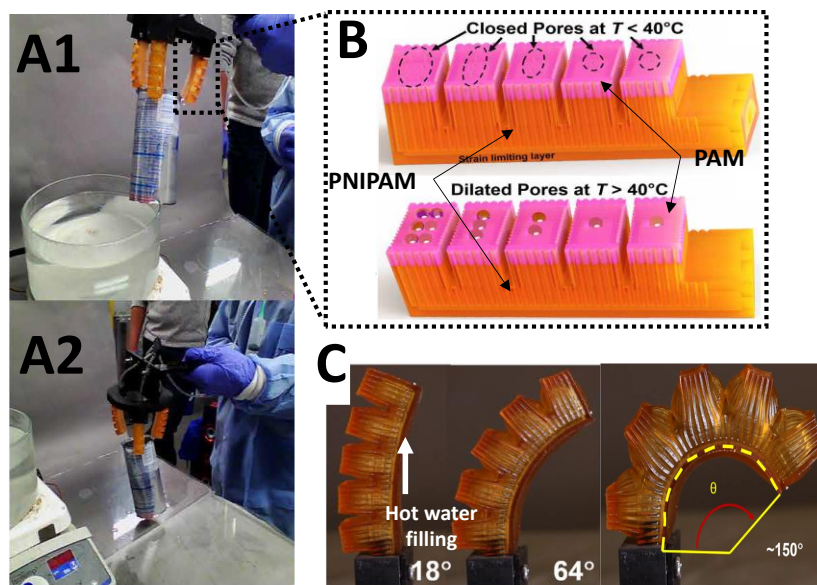 A1
A2
B
Closed Pores at T < 40°C
Strain limiting layer
PNIPAM
PAM
Dilated Pores at T > 40°C
C
Hot water
filling
18°
64°
θ
~150°